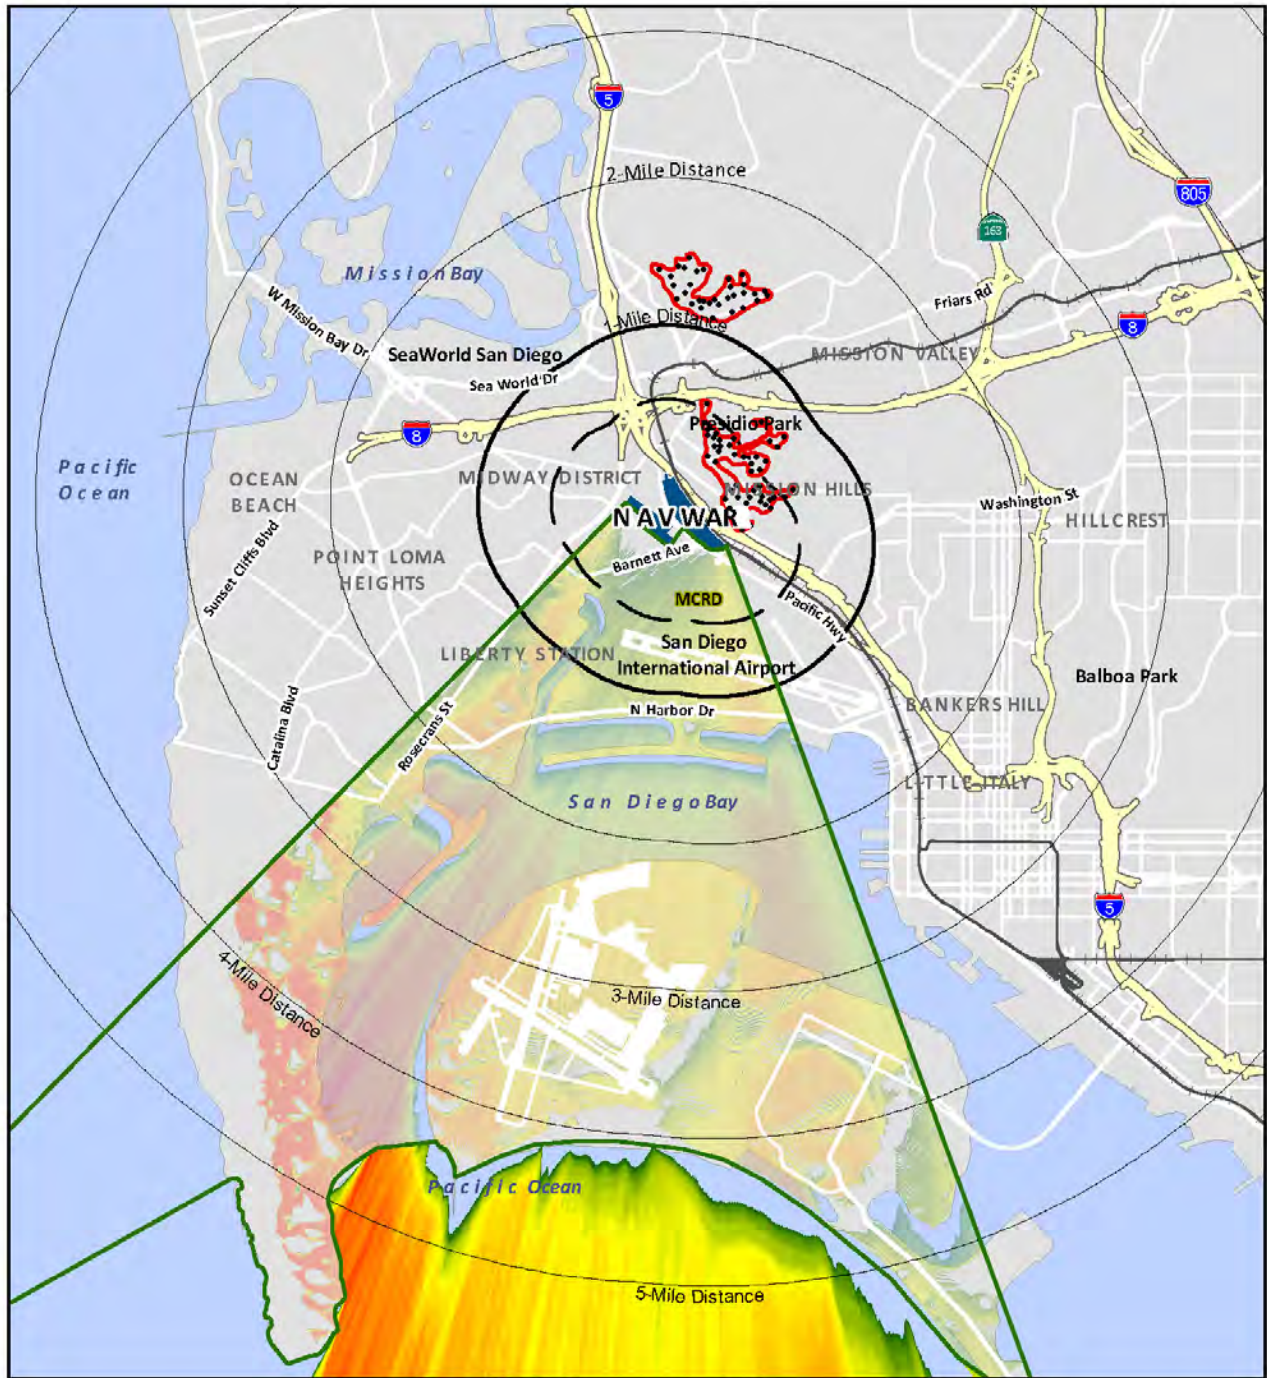 5
2-Mile Distance
805
163
Mission Bay
Friars Rd
W Mission Bay Dr
1-Mile Distance
8
SeaWorld San Diego
MISSION VALLEY
Sea World Dr
Presidio Park
8
Pacific
Ocean
OCEAN
BEACH
MIDWAY DISTRICT
MISSION HILLS
Washington St
HILLCREST
NAVWAR
Sunset Cliffs Blvd
POINT LOMA
HEIGHTS
Barnett Ave
MCRD
Pacific Hwy
San Diego
International Airport
LIBERTY STATION
Balboa Park
Catalina Blvd
Rosecrans St
N Harbor Dr
BANKERS HILL
LITTLE ITALY
San Diego Bay
5
4-Mile Distance
3-Mile Distance
Pacific Ocean
5-Mile Distance